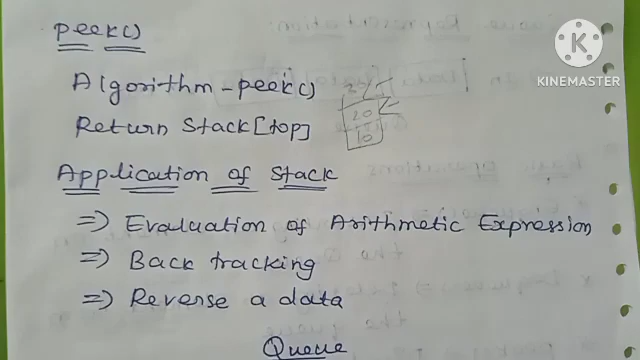 peek()
Algorithm-peek()
Return Stack[top]
20
10
Application of Stack
⇒ Evaluation of Arithmetic Expression
⇒ Back tracking
⇒ Reverse a data
Queue
KINEMASTER